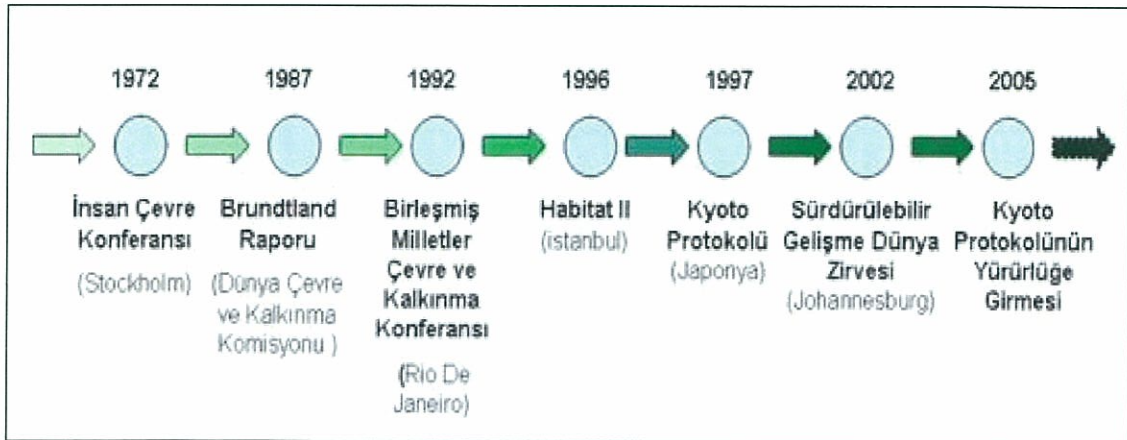 1972
İnsan Çevre
Konferansı
(Stockholm)
1987
Brundtland
Raporu
(Dünya Çevre
ve Kalkınma
Komisyonu )
1992
Birleşmiş
Milletler
Çevre ve
Kalkınma
Konferansı
(Rio De
Janeiro)
1996
Habitat II
(istanbul)
1997
Kyoto
Protokolü
(Japonya)
2002
Sürdürülebilir
Gelişme Dünya
Zirvesi
(Johannesburg)
2005
Kyoto
Protokolünün
Yürürlüğe
Girmesi